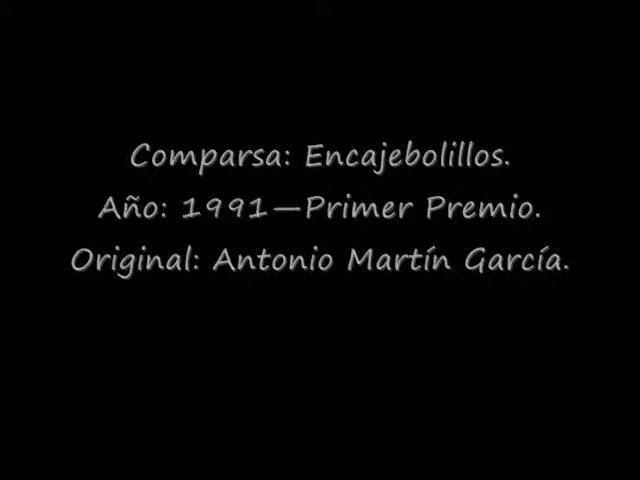 Comparsa: Encajebolillos.
Año: 1991—Primer Premio.
Original: Antonio Martín García.